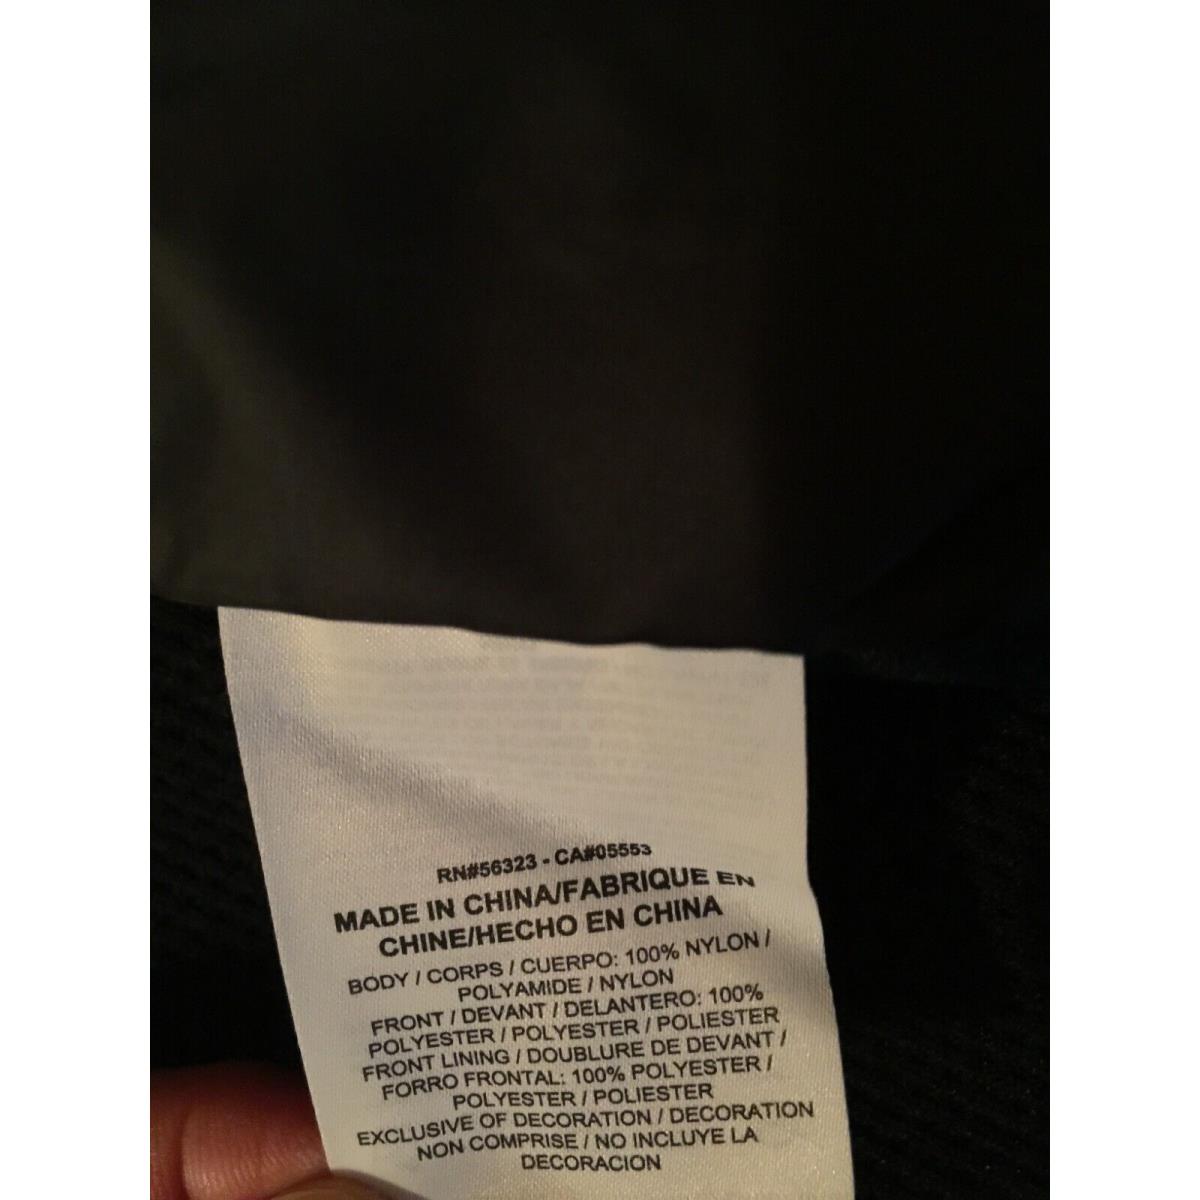 RN#56323 - CA#05553
MADE IN CHINA/FABRIQUE EN
CHINE/HECHO EN CHINA
BODY / CORPS / CUERPO: 100% NYLON /
POLYAMIDE / NYLON
FRONT / DEVANT / DELANTERO: 100%
POLYESTER / POLYESTER / POLIESTER
FRONT LINING / DOUBLURE DE DEVANT /
FORRO FRONTAL: 100% POLYESTER /
POLYESTER / POLIESTER
EXCLUSIVE OF DECORATION / DECORATION
NON COMPRISE / NO INCLUYE LA
DECORACION